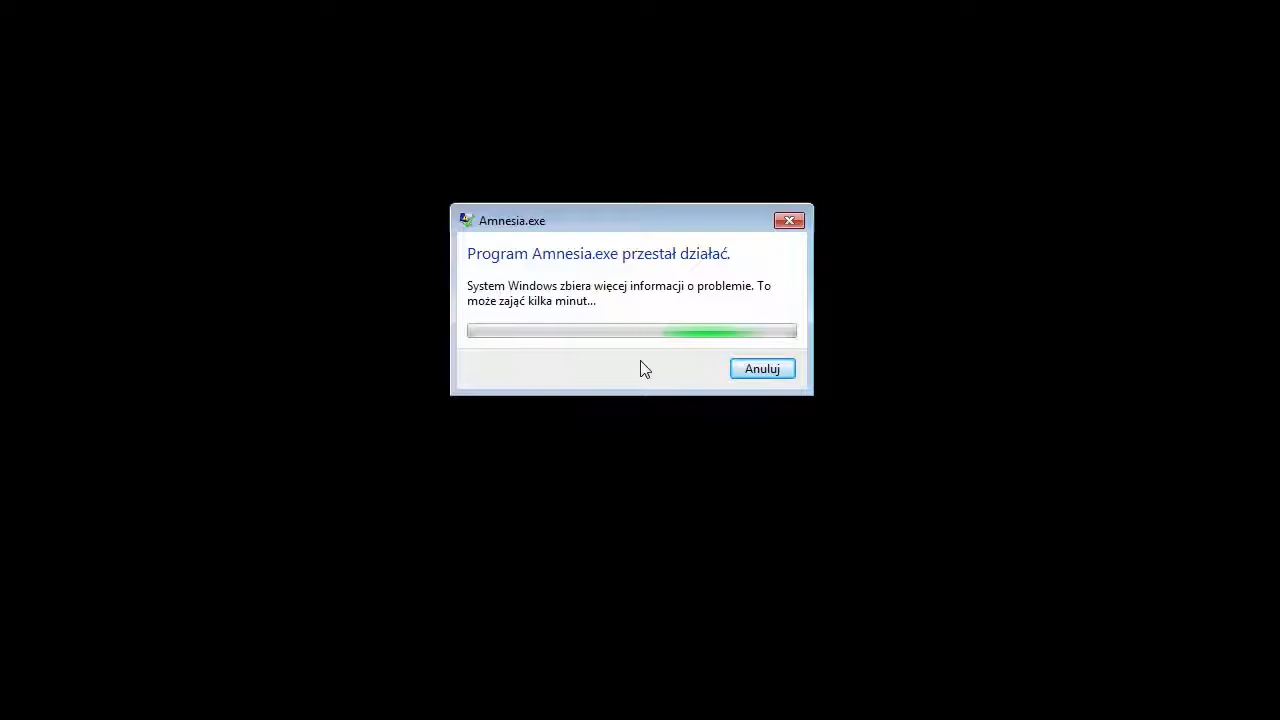 Amnesia.exe
Program Amnesia.exe przestał działać.
System Windows zbiera więcej informacji o problemie. To
może zająć kilka minut...
Anuluj